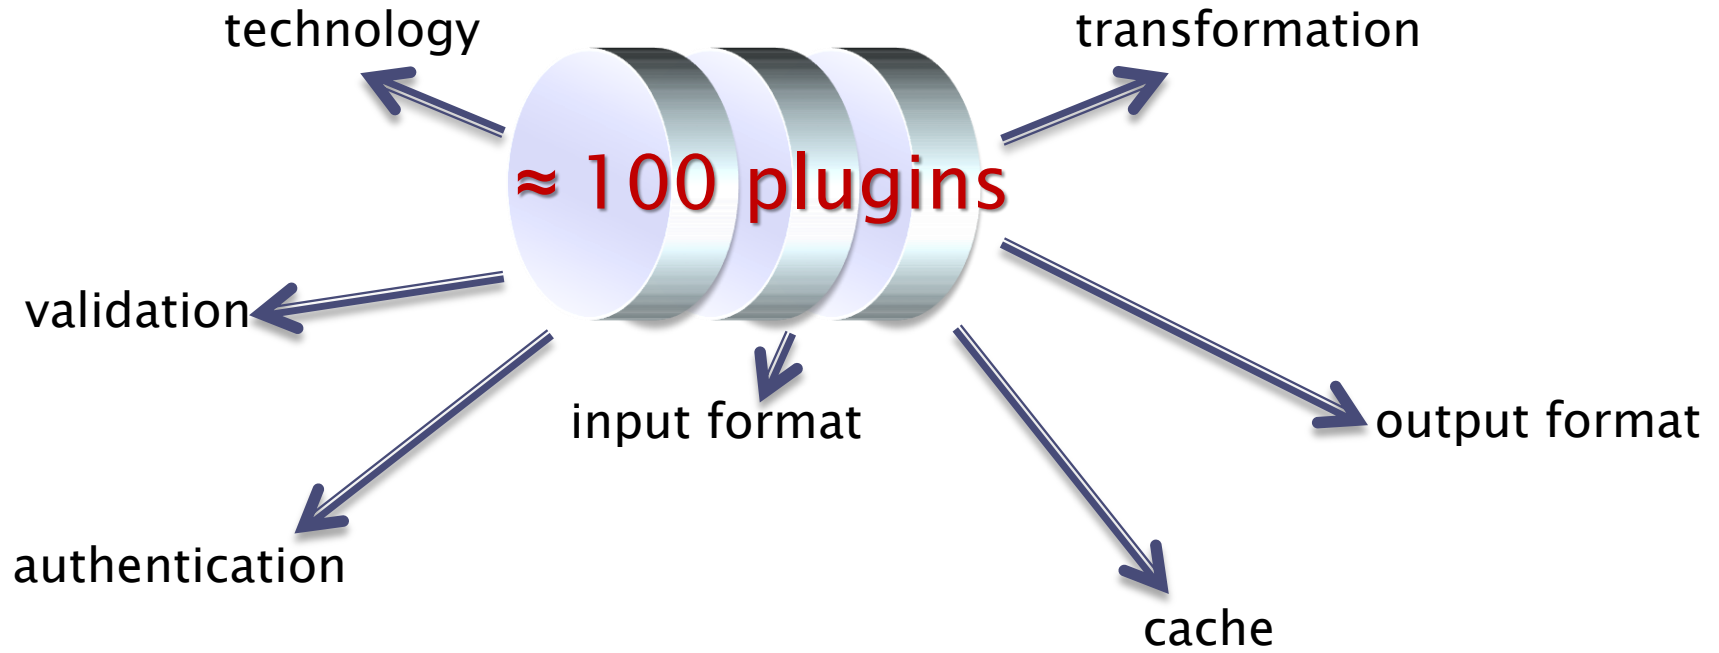 technology
transformation
≈ 100 plugins
validation
input format
output format
authentication
cache